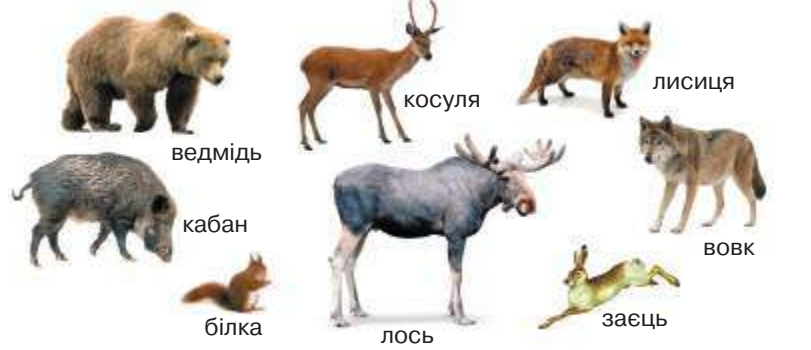 косуля
лисиця
ведмідь
кабан
вовк
білка
заєць
лось